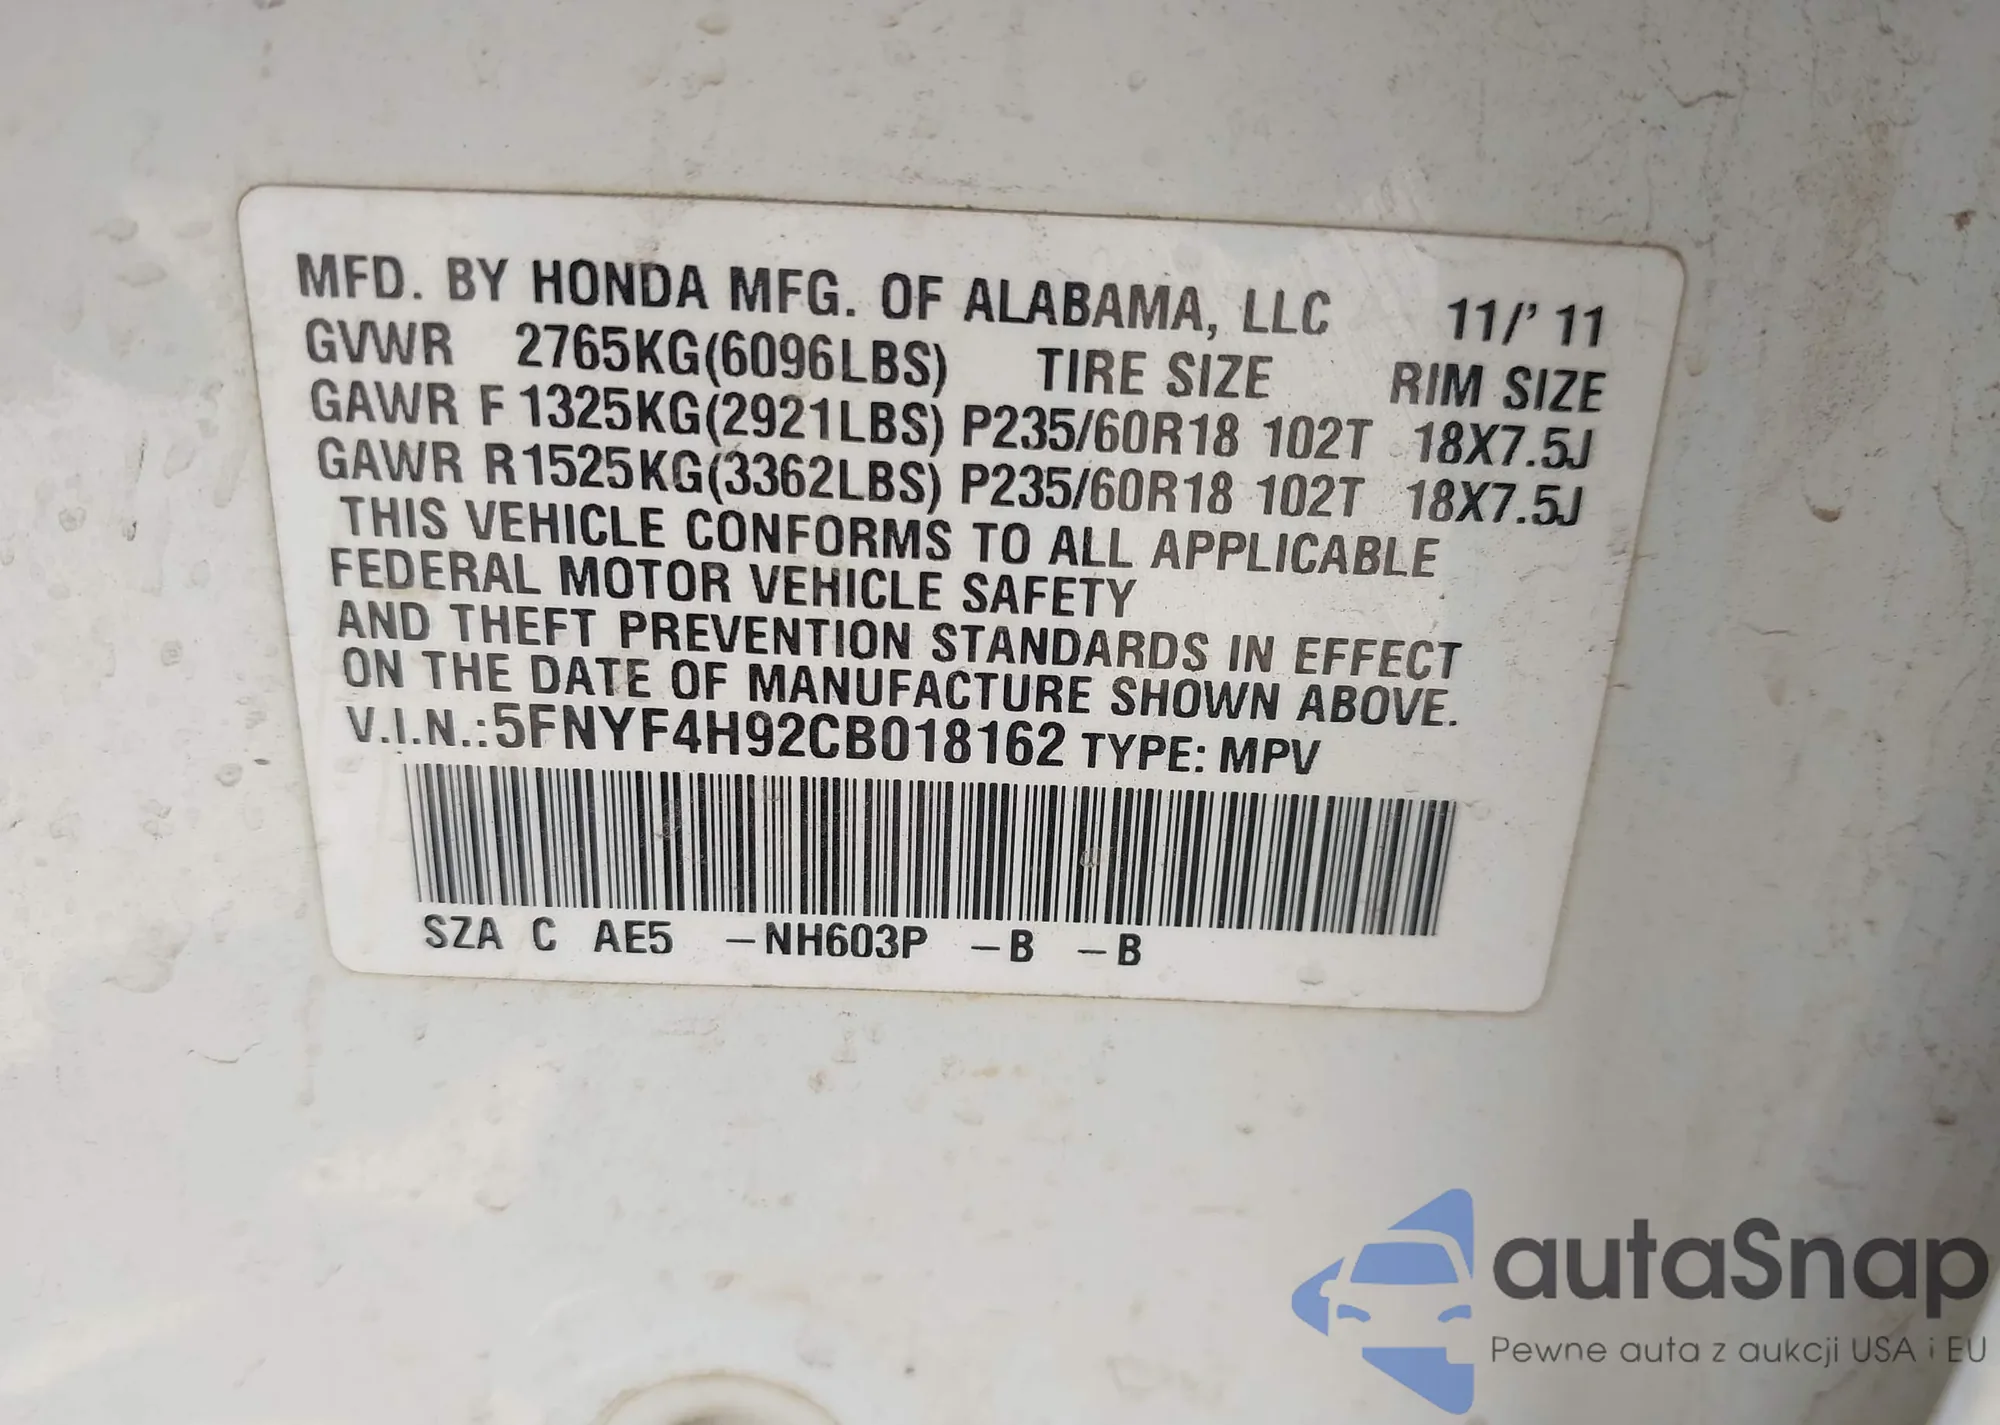 MFD. BY HONDA MFG. OF ALABAMA, LLC 11/' 11
GVWR 2765KG(6096LBS) TIRE SIZE RIM SIZE
GAWR F 1325KG(2921LBS) P235/60R18 102T 18X7.5J
GAWR R1525KG(3362LBS) P235/60R18 102T 18X7.5J
THIS VEHICLE CONFORMS TO ALL APPLICABLE
FEDERAL MOTOR VEHICLE SAFETY
AND THEFT PREVENTION STANDARDS IN EFFECT
ON THE DATE OF MANUFACTURE SHOWN ABOVE.
V.I.N.:5FNYF4H92CB018162 TYPE: MPV
SZA C AE5 –NH603P –B –B
autaSnap
Pewne auta z aukcji USA i EU